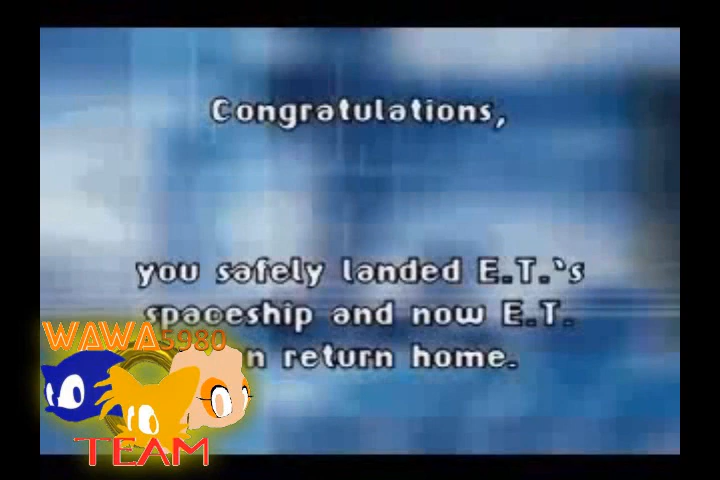 Congratulations,
you safely landed E.T.'s
spaceship and now E.T.
n return home.
WAWA5980
TEAM